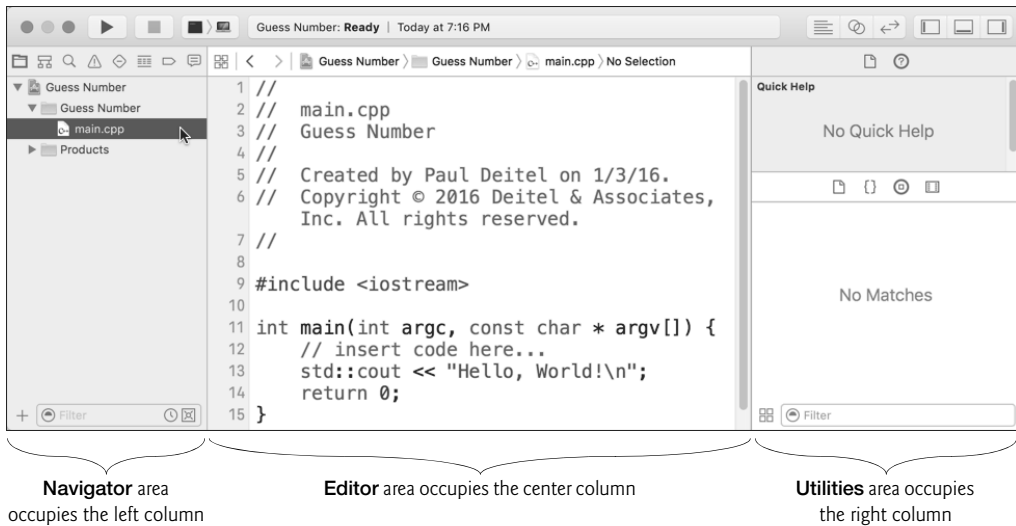 Guess Number: Ready | Today at 7:16 PM
Guess Number
Guess Number
main.cpp
Products
Filter
Guess Number 〉 Guess Number 〉 main.cpp 〉 No Selection
1 //
2 //  main.cpp
3 //  Guess Number
4 //
5 //  Created by Paul Deitel on 1/3/16.
6 //  Copyright © 2016 Deitel & Associates,
Inc. All rights reserved.
7 //
8
9 #include <iostream>
10
11 int main(int argc, const char * argv[]) {
12     // insert code here...
13     std::cout << "Hello, World!\n";
14     return 0;
15 }
Quick Help
No Quick Help
No Matches
Filter
Navigator area
occupies the left column
Editor area occupies the center column
Utilities area occupies
the right column